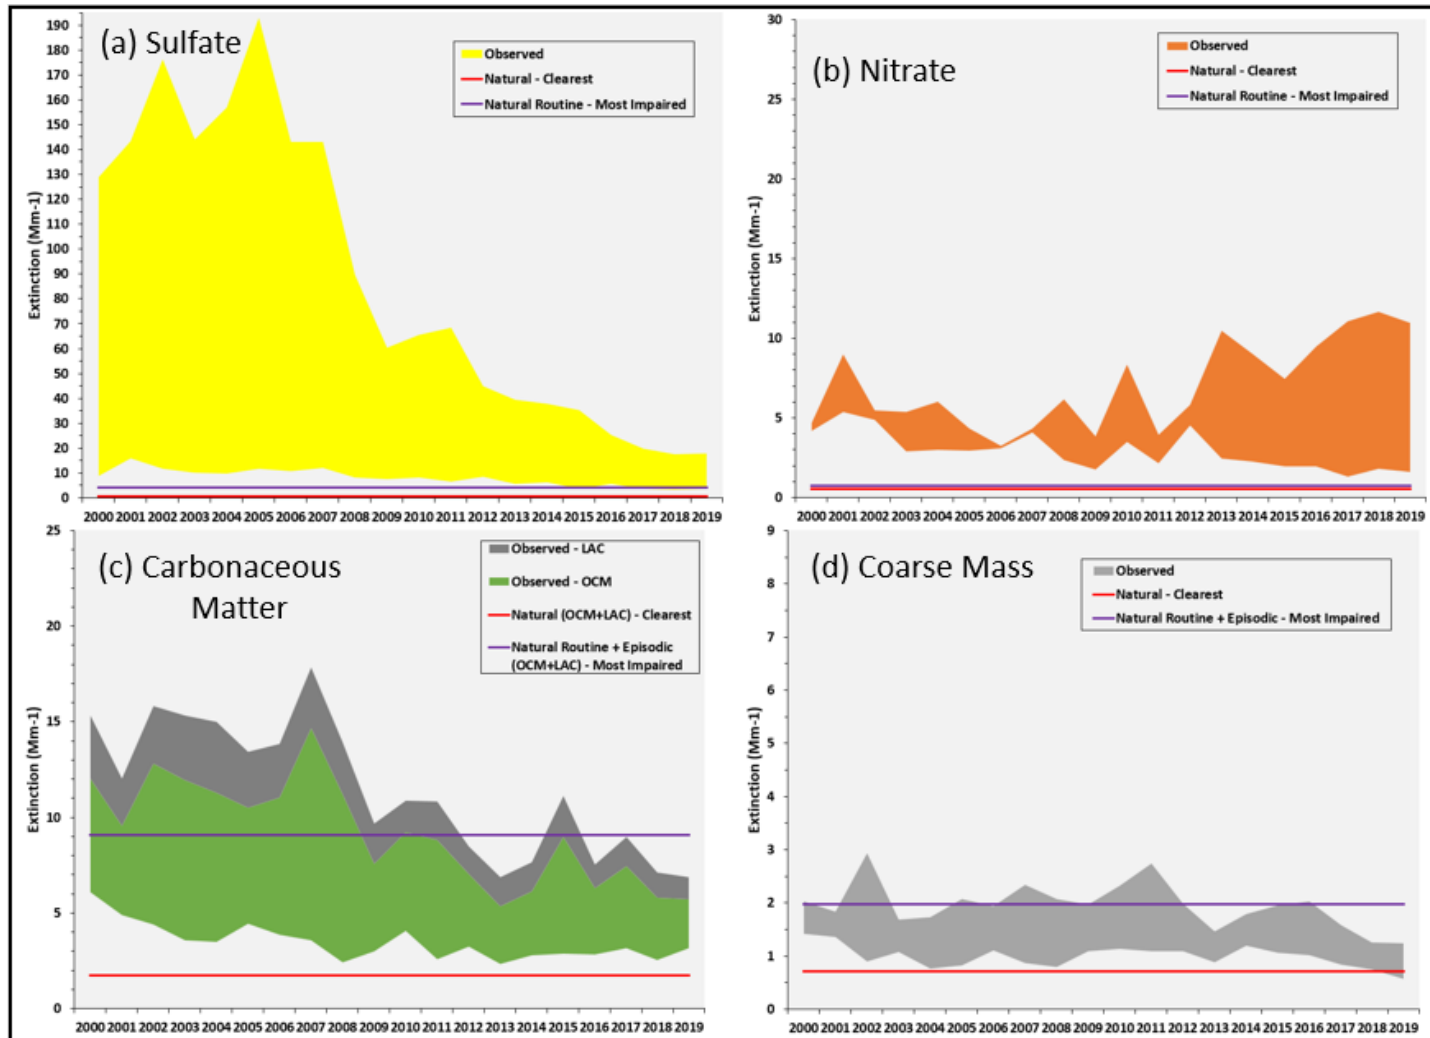 (a) Sulfate
Observed
Natural - Clearest
Natural Routine - Most Impaired
Extinction (Mm-1)
190
180
170
160
150
140
130
120
110
100
90
80
70
60
50
40
30
20
10
0
2000 2001 2002 2003 2004 2005 2006 2007 2008 2009 2010 2011 2012 2013 2014 2015 2016 2017 2018 2019
(b) Nitrate
Observed
Natural - Clearest
Natural Routine - Most Impaired
Extinction (Mm-1)
30
25
20
15
10
5
0
2000 2001 2002 2003 2004 2005 2006 2007 2008 2009 2010 2011 2012 2013 2014 2015 2016 2017 2018 2019
(c) Carbonaceous
Matter
Observed - LAC
Observed - OCM
Natural (OCM+LAC) - Clearest
Natural Routine + Episodic
(OCM+LAC) - Most Impaired
Extinction (Mm-1)
25
20
15
10
5
0
2000 2001 2002 2003 2004 2005 2006 2007 2008 2009 2010 2011 2012 2013 2014 2015 2016 2017 2018 2019
(d) Coarse Mass
Observed
Natural - Clearest
Natural Routine + Episodic - Most Impaired
Extinction (Mm-1)
9
8
7
6
5
4
3
2
1
0
2000 2001 2002 2003 2004 2005 2006 2007 2008 2009 2010 2011 2012 2013 2014 2015 2016 2017 2018 2019